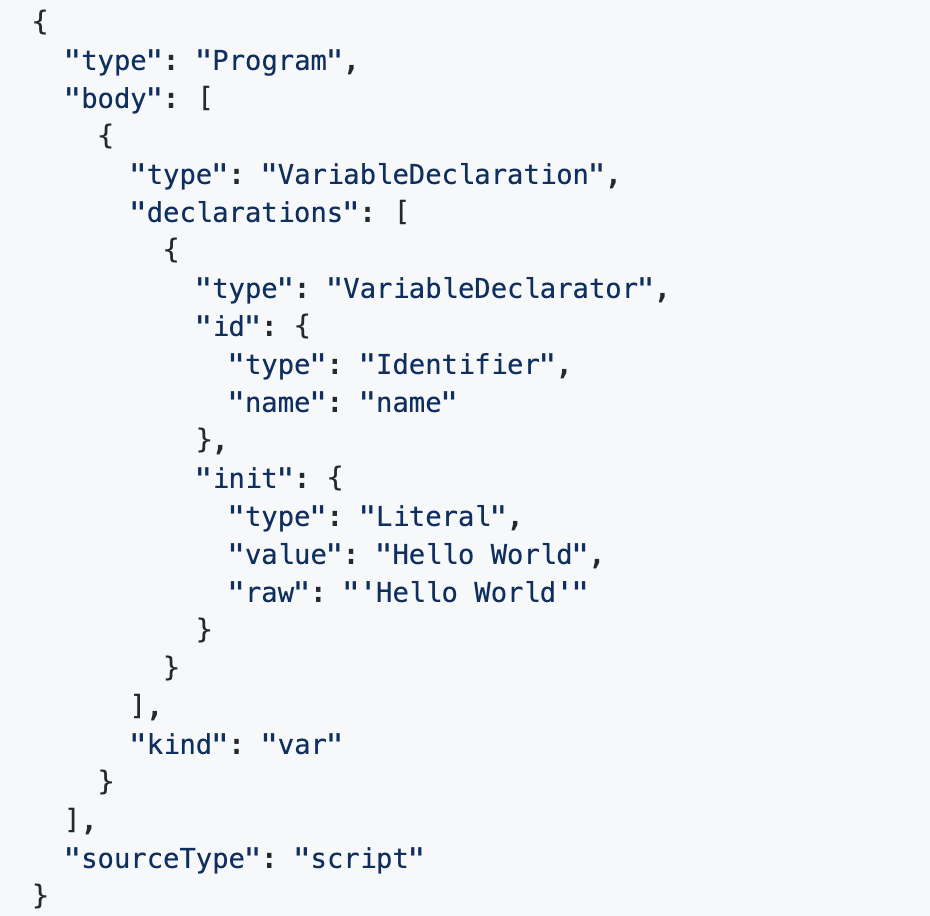 {
  "type": "Program",
  "body": [
    {
      "type": "VariableDeclaration",
      "declarations": [
        {
          "type": "VariableDeclarator",
          "id": {
            "type": "Identifier",
            "name": "name"
          },
          "init": {
            "type": "Literal",
            "value": "Hello World",
            "raw": "'Hello World'"
          }
        }
      ],
      "kind": "var"
    }
  ],
  "sourceType": "script"
}